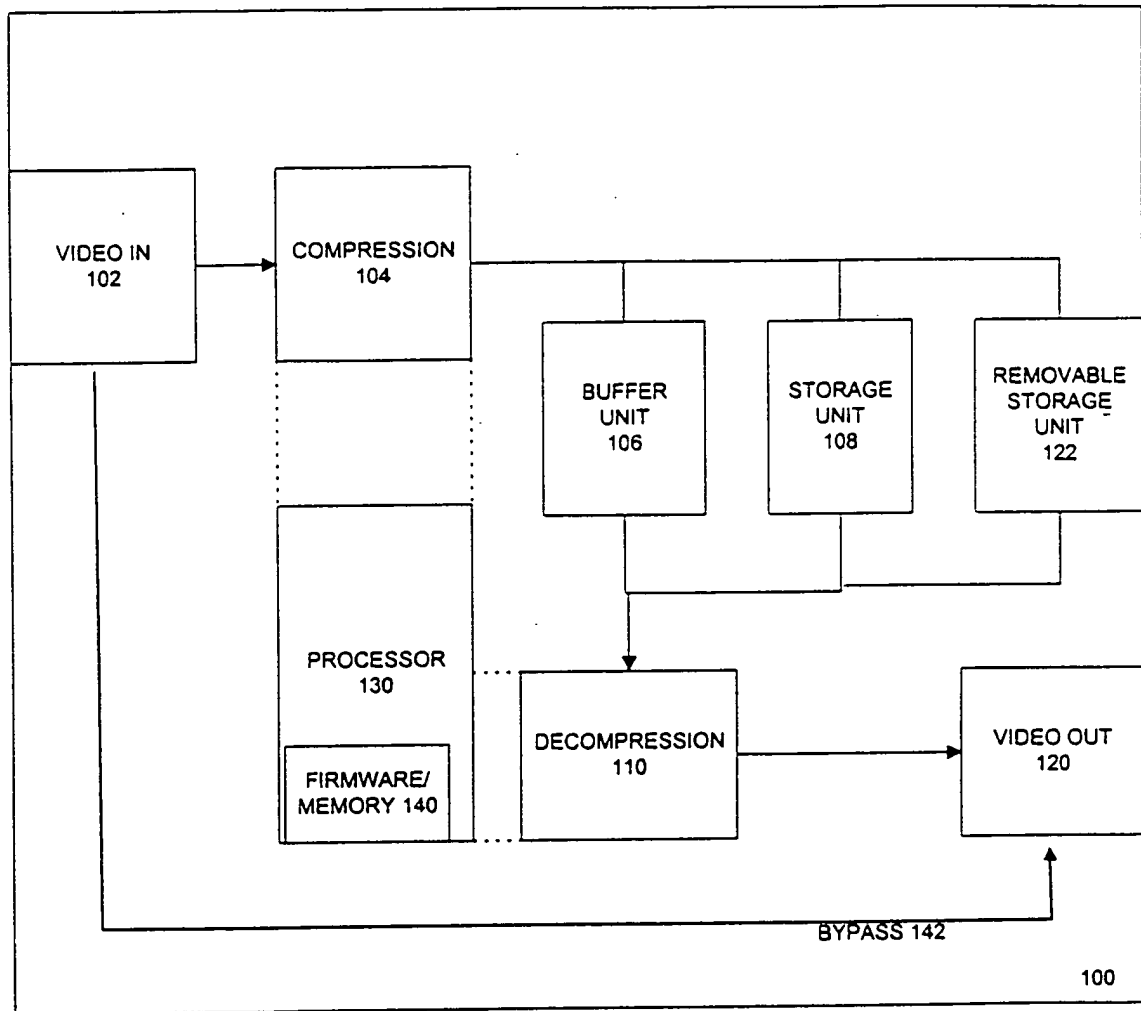 VIDEO IN
102
COMPRESSION
104
BUFFER
UNIT
106
STORAGE
UNIT
108
REMOVABLE
STORAGE
UNIT
122
PROCESSOR
130
FIRMWARE/
MEMORY 140
DECOMPRESSION
110
VIDEO OUT
120
BYPASS 142
100